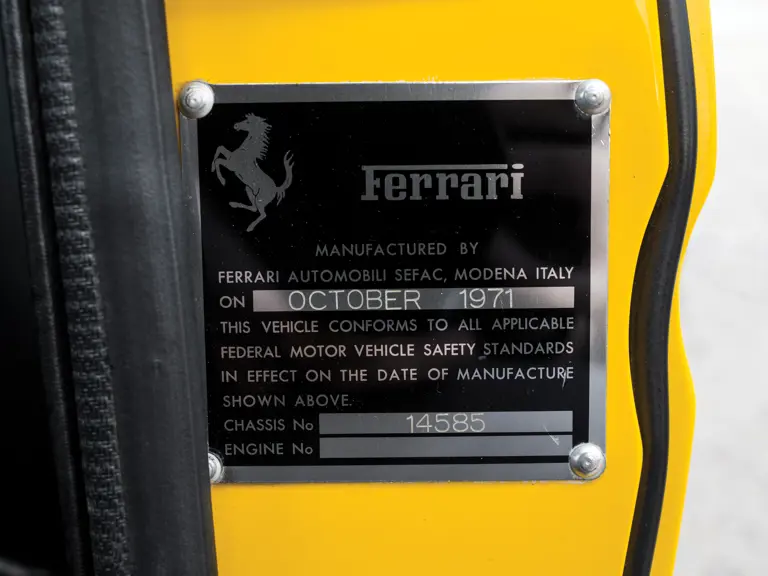 Ferrari
MANUFACTURED BY
FERRARI AUTOMOBILI SEFAC, MODENA ITALY
ON OCTOBER 1971
THIS VEHICLE CONFORMS TO ALL APPLICABLE
FEDERAL MOTOR VEHICLE SAFETY STANDARDS
IN EFFECT ON THE DATE OF MANUFACTURE
SHOWN ABOVE.
CHASSIS No 14585
ENGINE No